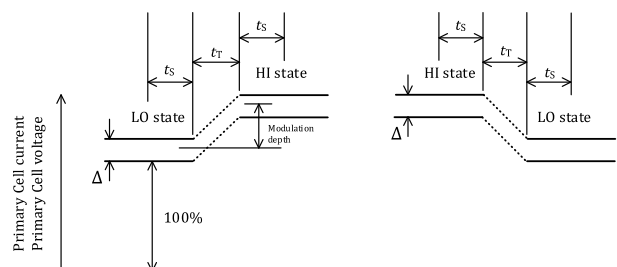 tS
tT
tS
HI state
LO state
Modulation
depth
Δ
100%
Primary Cell current
Primary Cell voltage
tS
tT
tS
HI state
LO state
Δ